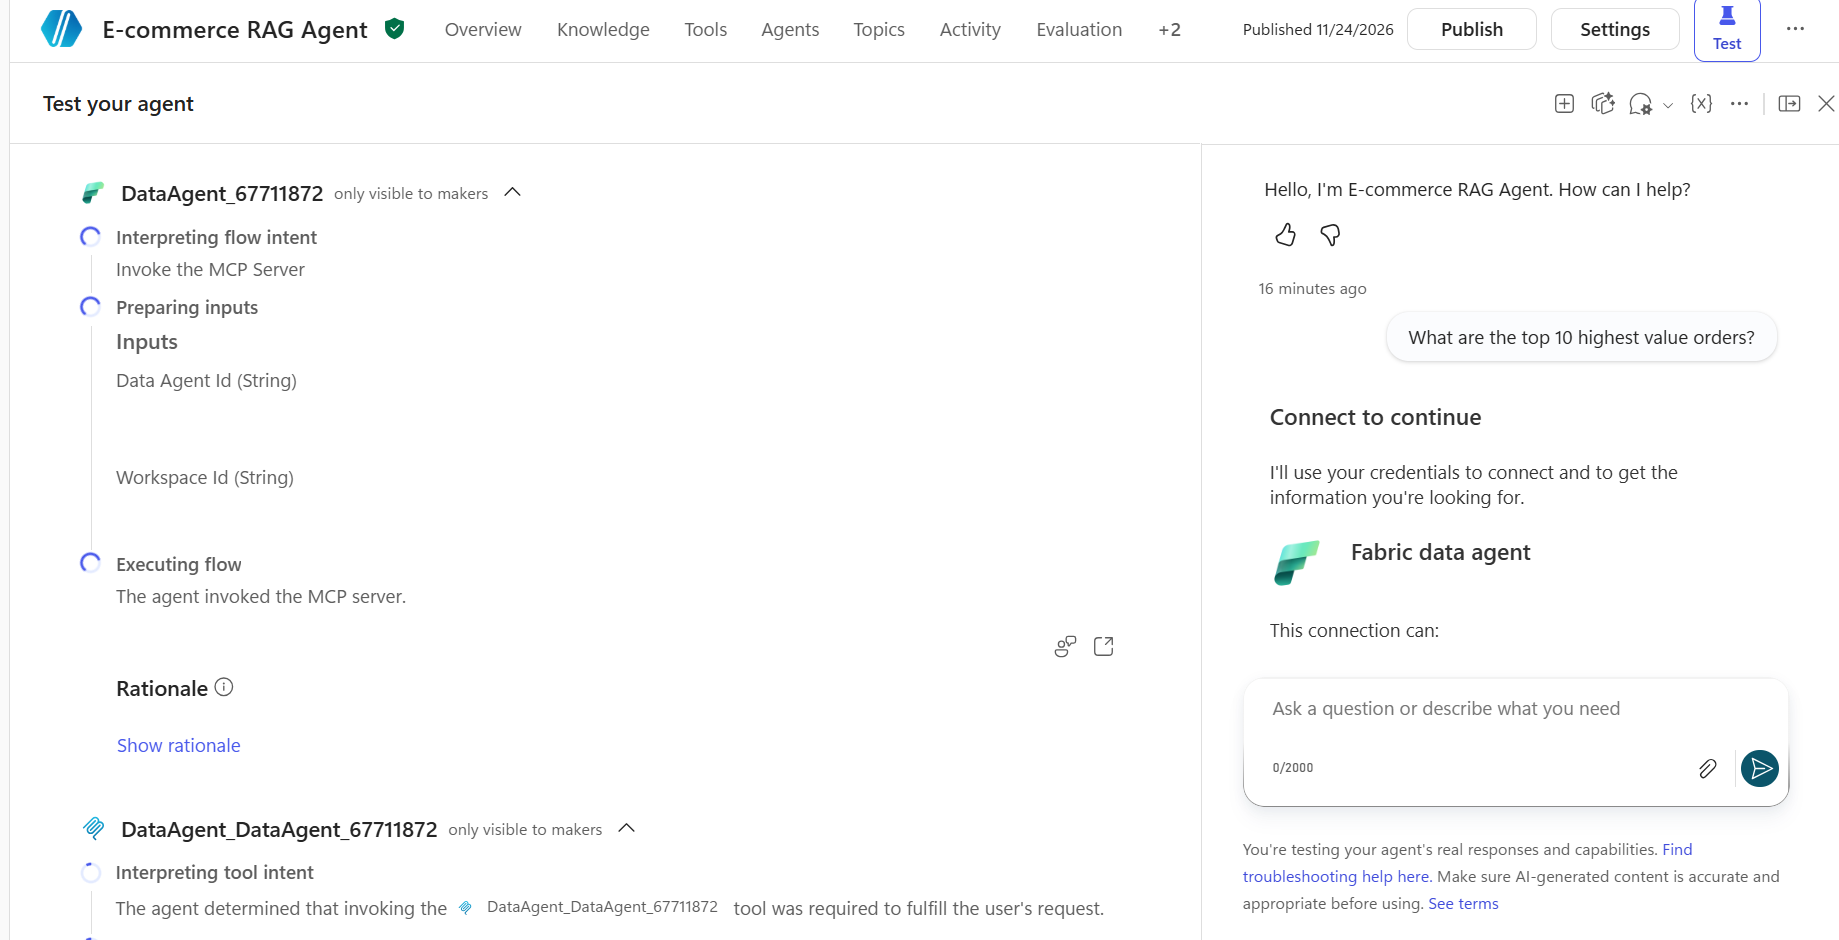 E-commerce RAG Agent
Overview
Knowledge
Tools
Agents
Topics
Activity
Evaluation
+2
Published 11/24/2026
Publish
Settings
Test
Test your agent
{x}
DataAgent_67711872 only visible to makers
Interpreting flow intent
Invoke the MCP Server
Preparing inputs
Inputs
Data Agent Id (String)
Workspace Id (String)
Executing flow
The agent invoked the MCP server.
Rationale
Show rationale
DataAgent_DataAgent_67711872 only visible to makers
Interpreting tool intent
The agent determined that invoking the DataAgent_DataAgent_67711872 tool was required to fulfill the user's request.
Hello, I'm E-commerce RAG Agent. How can I help?
16 minutes ago
What are the top 10 highest value orders?
Connect to continue
I'll use your credentials to connect and to get the
information you're looking for.
Fabric data agent
This connection can:
Ask a question or describe what you need
0/2000
You're testing your agent's real responses and capabilities. Find
troubleshooting help here. Make sure AI-generated content is accurate and
appropriate before using. See terms